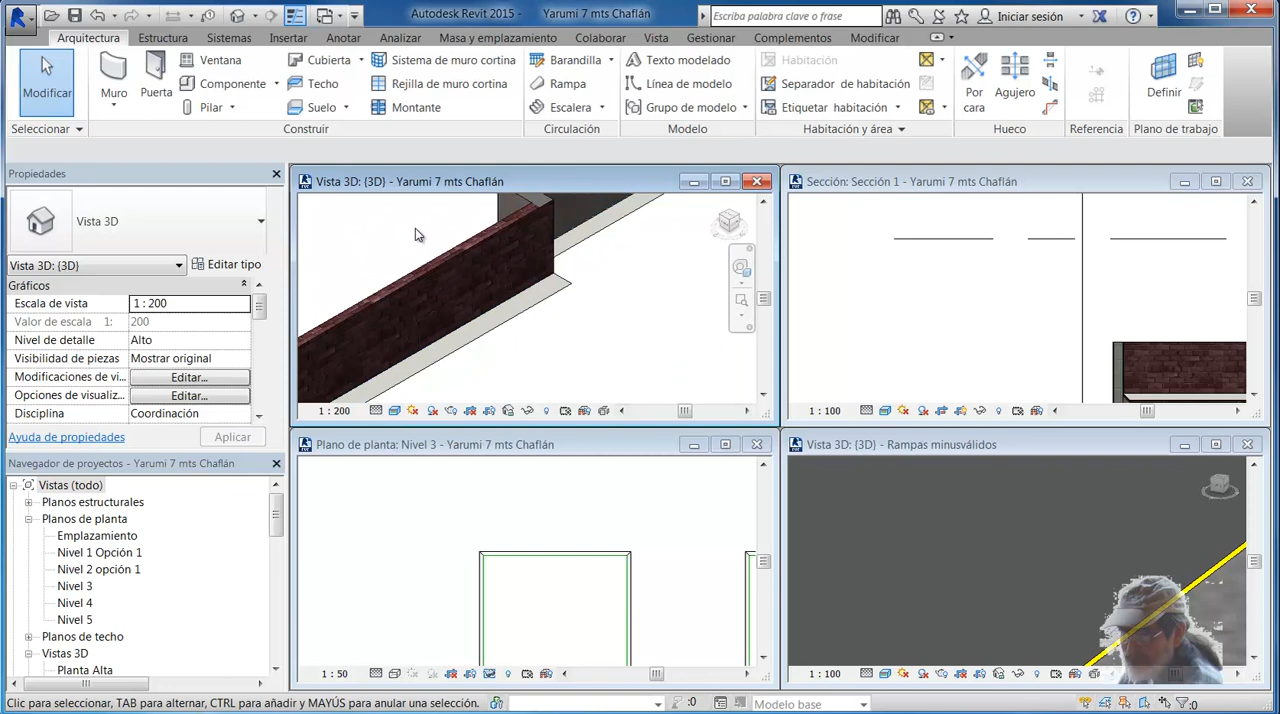 Autodesk Revit 2015 - Yarumi 7 mts Chaflán
Escriba palabra clave o frase
Iniciar sesión
Arquitectura Estructura Sistemas Insertar Anotar Analizar Masa y emplazamiento Colaborar Vista Gestionar Complementos Modificar
Modificar
Muro
Puerta
Ventana
Componente
Pilar
Cubierta
Techo
Suelo
Sistema de muro cortina
Rejilla de muro cortina
Montante
Barandilla
Rampa
Escalera
Texto modelado
Línea de modelo
Grupo de modelo
Habitación
Separador de habitación
Etiquetar habitación
Por
cara
Agujero
Definir
Seleccionar
Construir
Circulación
Modelo
Habitación y área
Hueco
Referencia
Plano de trabajo
Propiedades
Vista 3D
Vista 3D: {3D}
Editar tipo
Gráficos
Escala de vista 1 : 200
Valor de escala 1: 200
Nivel de detalle Alto
Visibilidad de piezas Mostrar original
Modificaciones de vi... Editar...
Opciones de visualiz... Editar...
Disciplina Coordinación
Ayuda de propiedades
Aplicar
Navegador de proyectos - Yarumi 7 mts Chaflán
Vistas (todo)
Planos estructurales
Planos de planta
Emplazamiento
Nivel 1 Opción 1
Nivel 2 opción 1
Nivel 3
Nivel 4
Nivel 5
Planos de techo
Vistas 3D
Planta Alta
Vista 3D: {3D} - Yarumi 7 mts Chaflán
1 : 200
Sección: Sección 1 - Yarumi 7 mts Chaflán
1 : 100
Plano de planta: Nivel 3 - Yarumi 7 mts Chaflán
1 : 50
Vista 3D: {3D} - Rampas minusválidos
1 : 100
Clic para seleccionar, TAB para alternar, CTRL para añadir y MAYÚS para anular una selección.
:0
Modelo base
:0